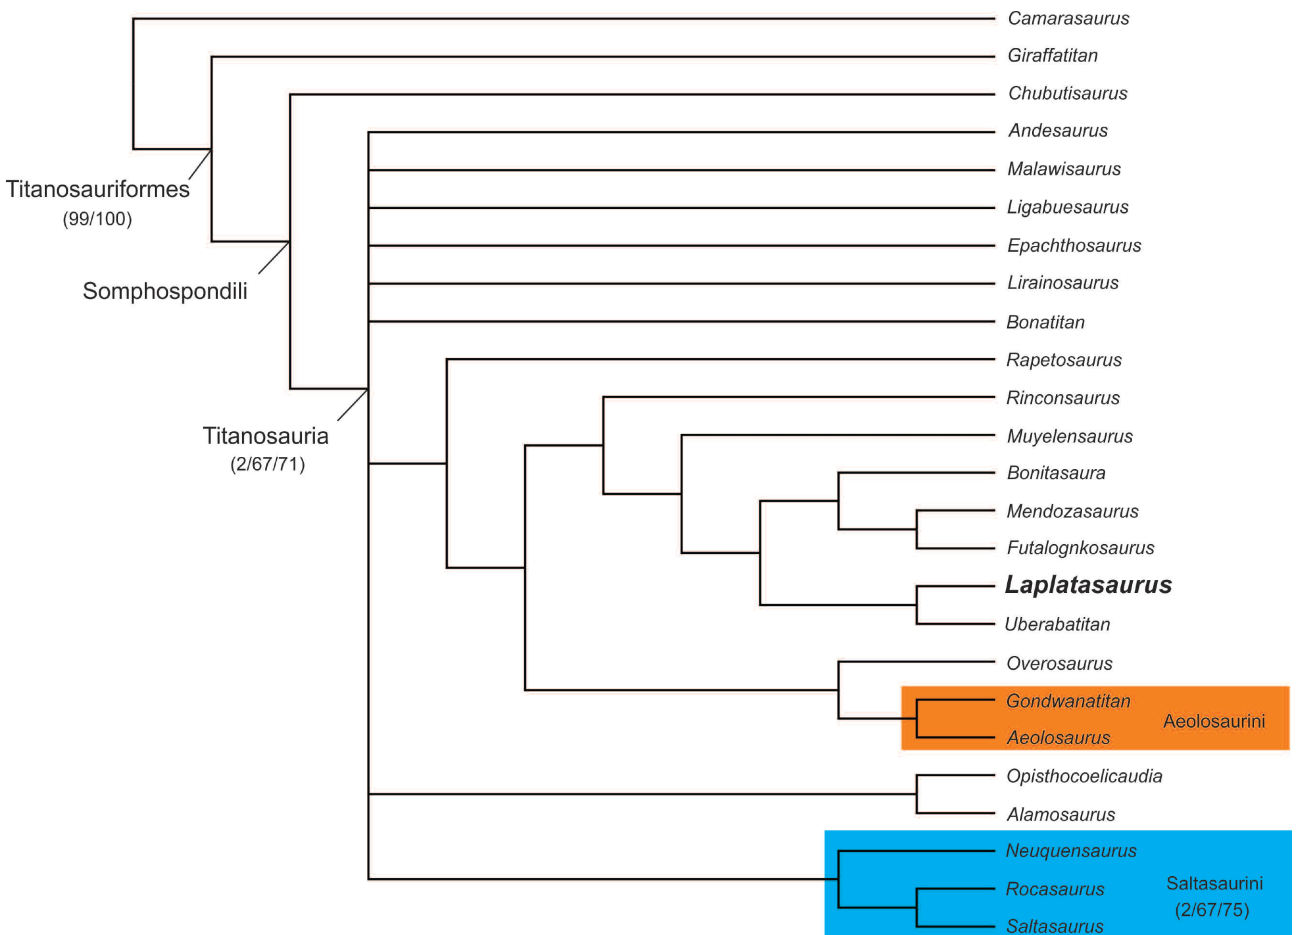 Camarasaurus
Giraffatitan
Chubutisaurus
Andesaurus
Malawisaurus
Titanosauriformes
(99/100)
Ligabuesaurus
Epachthosaurus
Somphospondili
Lirainosaurus
Bonatitan
Rapetosaurus
Rinconsaurus
Titanosauria
(2/67/71)
Muyelensaurus
Bonitasaura
Mendozasaurus
Futalognkosaurus
Laplatasaurus
Uberabatitan
Overosaurus
Gondwanatitan
Aeolosaurini
Aeolosaurus
Opisthocoelicaudia
Alamosaurus
Neuquensaurus
Saltasaurini
(2/67/75)
Rocasaurus
Saltasaurus